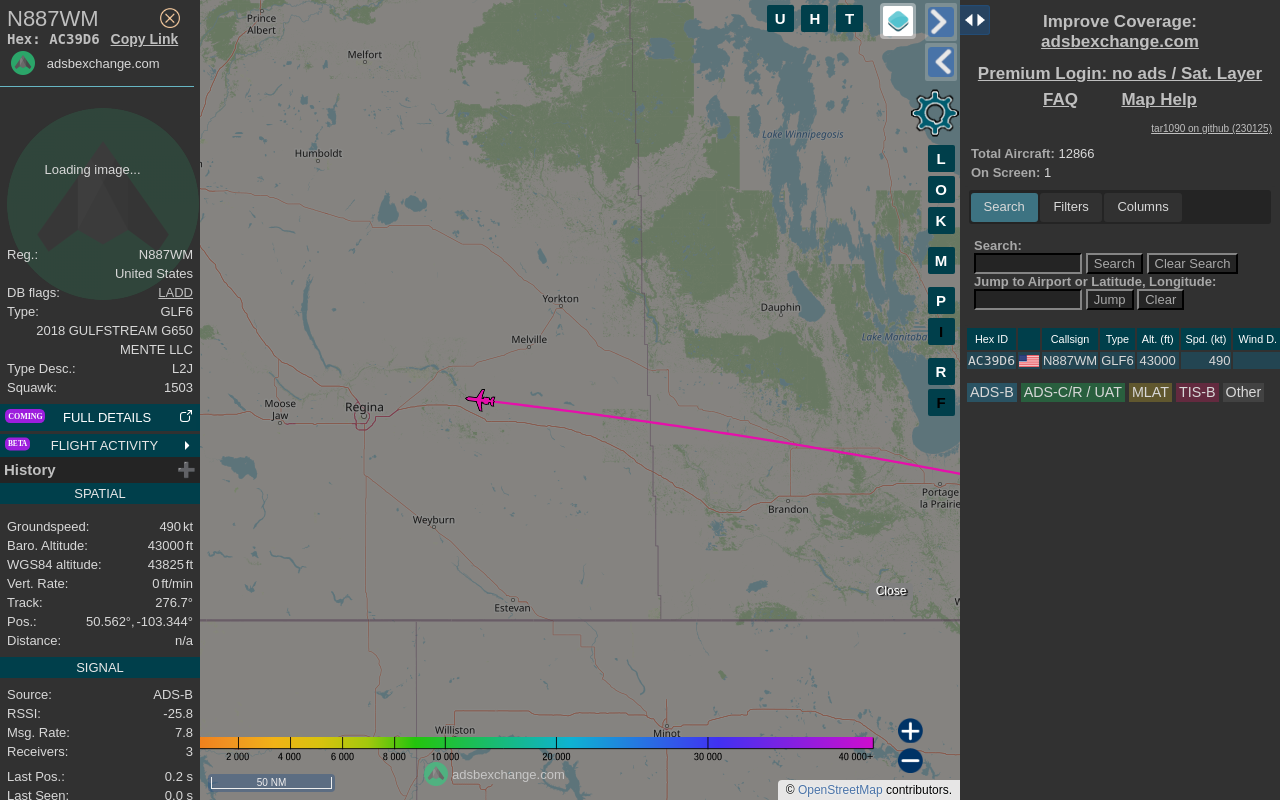 N887WM
Hex: AC39D6 Copy Link
adsbexchange.com
Loading image...
Reg.: N887WM
United States
DB flags: LADD
Type: GLF6
2018 GULFSTREAM G650
MENTE LLC
Type Desc.: L2J
Squawk: 1503
COMING FULL DETAILS
BETA FLIGHT ACTIVITY
History
SPATIAL
Groundspeed: 490 kt
Baro. Altitude: 43000 ft
WGS84 altitude: 43825 ft
Vert. Rate: 0 ft/min
Track: 276.7°
Pos.: 50.562°, -103.344°
Distance: n/a
SIGNAL
Source: ADS-B
RSSI: -25.8
Msg. Rate: 7.8
Receivers: 3
Last Pos.: 0.2 s
Last Seen: 0.0 s
Prince
Albert
Melfort
Humboldt
Lake Winnipegosis
Yorkton
Dauphin
Melville
Lake Manitoba
Moose
Jaw
Regina
Portage
la Prairie
Brandon
Weyburn
Estevan
Close
Williston
Minot
2 000 4 000 6 000 8 000 10 000 20 000 30 000 40 000+
50 NM
adsbexchange.com
© OpenStreetMap contributors.
U H T
L
O
K
M
P
I
R
F
Improve Coverage:
adsbexchange.com
Premium Login: no ads / Sat. Layer
FAQ Map Help
tar1090 on github (230125)
Total Aircraft: 12866
On Screen: 1
Search Filters Columns
Search:
Search Clear Search
Jump to Airport or Latitude, Longitude:
Jump Clear
Hex ID Callsign Type Alt. (ft) Spd. (kt) Wind D.
AC39D6 N887WM GLF6 43000 490
ADS-B ADS-C/R / UAT MLAT TIS-B Other